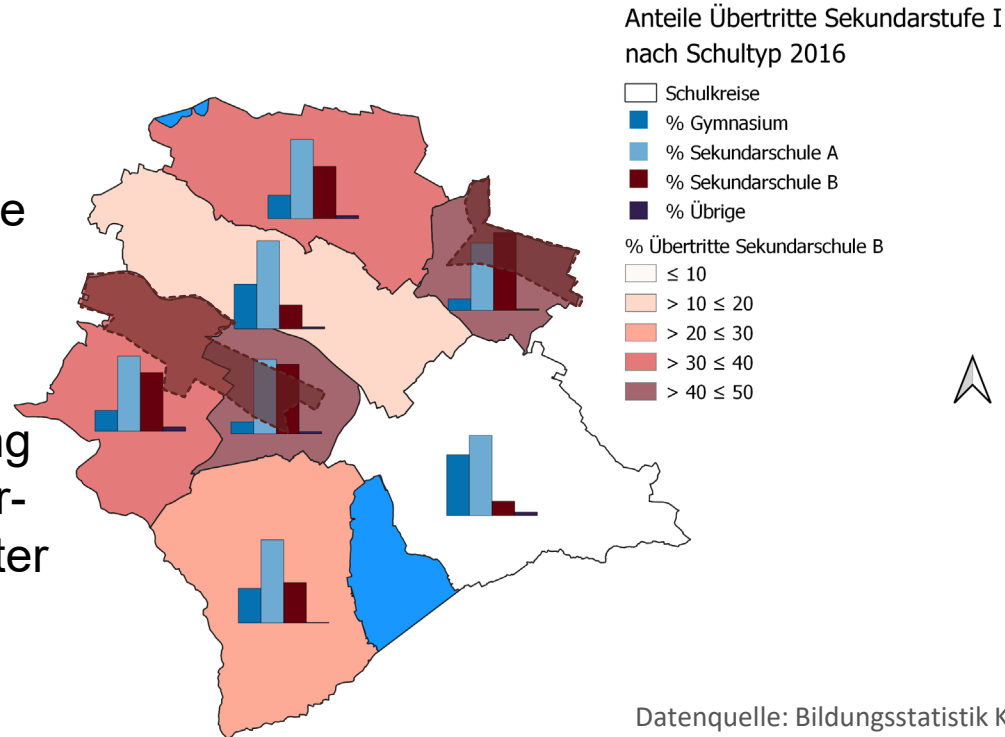 Anteile Übertritte Sekundarstufe I
nach Schultyp 2016
Schulkreise
% Gymnasium
% Sekundarschule A
% Sekundarschule B
% Übrige
% Übertritte Sekundarschule B
≤ 10
> 10 ≤ 20
> 20 ≤ 30
> 30 ≤ 40
> 40 ≤ 50
e
ng
r-
ter
Datenquelle: Bildungsstatistik K